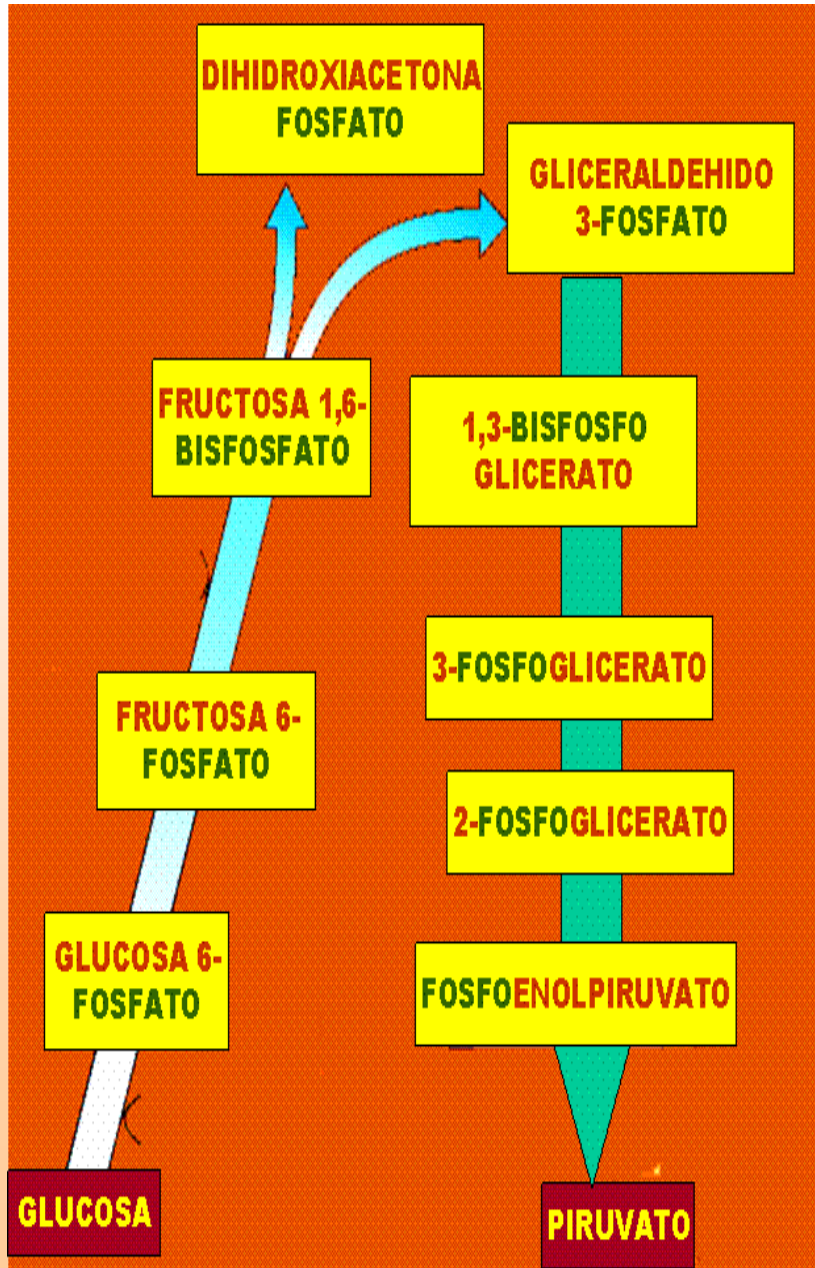 DIHIDROXIACETONA
FOSFATO
GLICERALDEHIDO
3-FOSFATO
FRUCTOSA 1,6-
BISFOSFATO
1,3-BISFOSFO
GLICERATO
3-FOSFOGLICERATO
FRUCTOSA 6-
FOSFATO
2-FOSFOGLICERATO
GLUCOSA 6-
FOSFATO
FOSFOENOLPIRUVATO
GLUCOSA
PIRUVATO